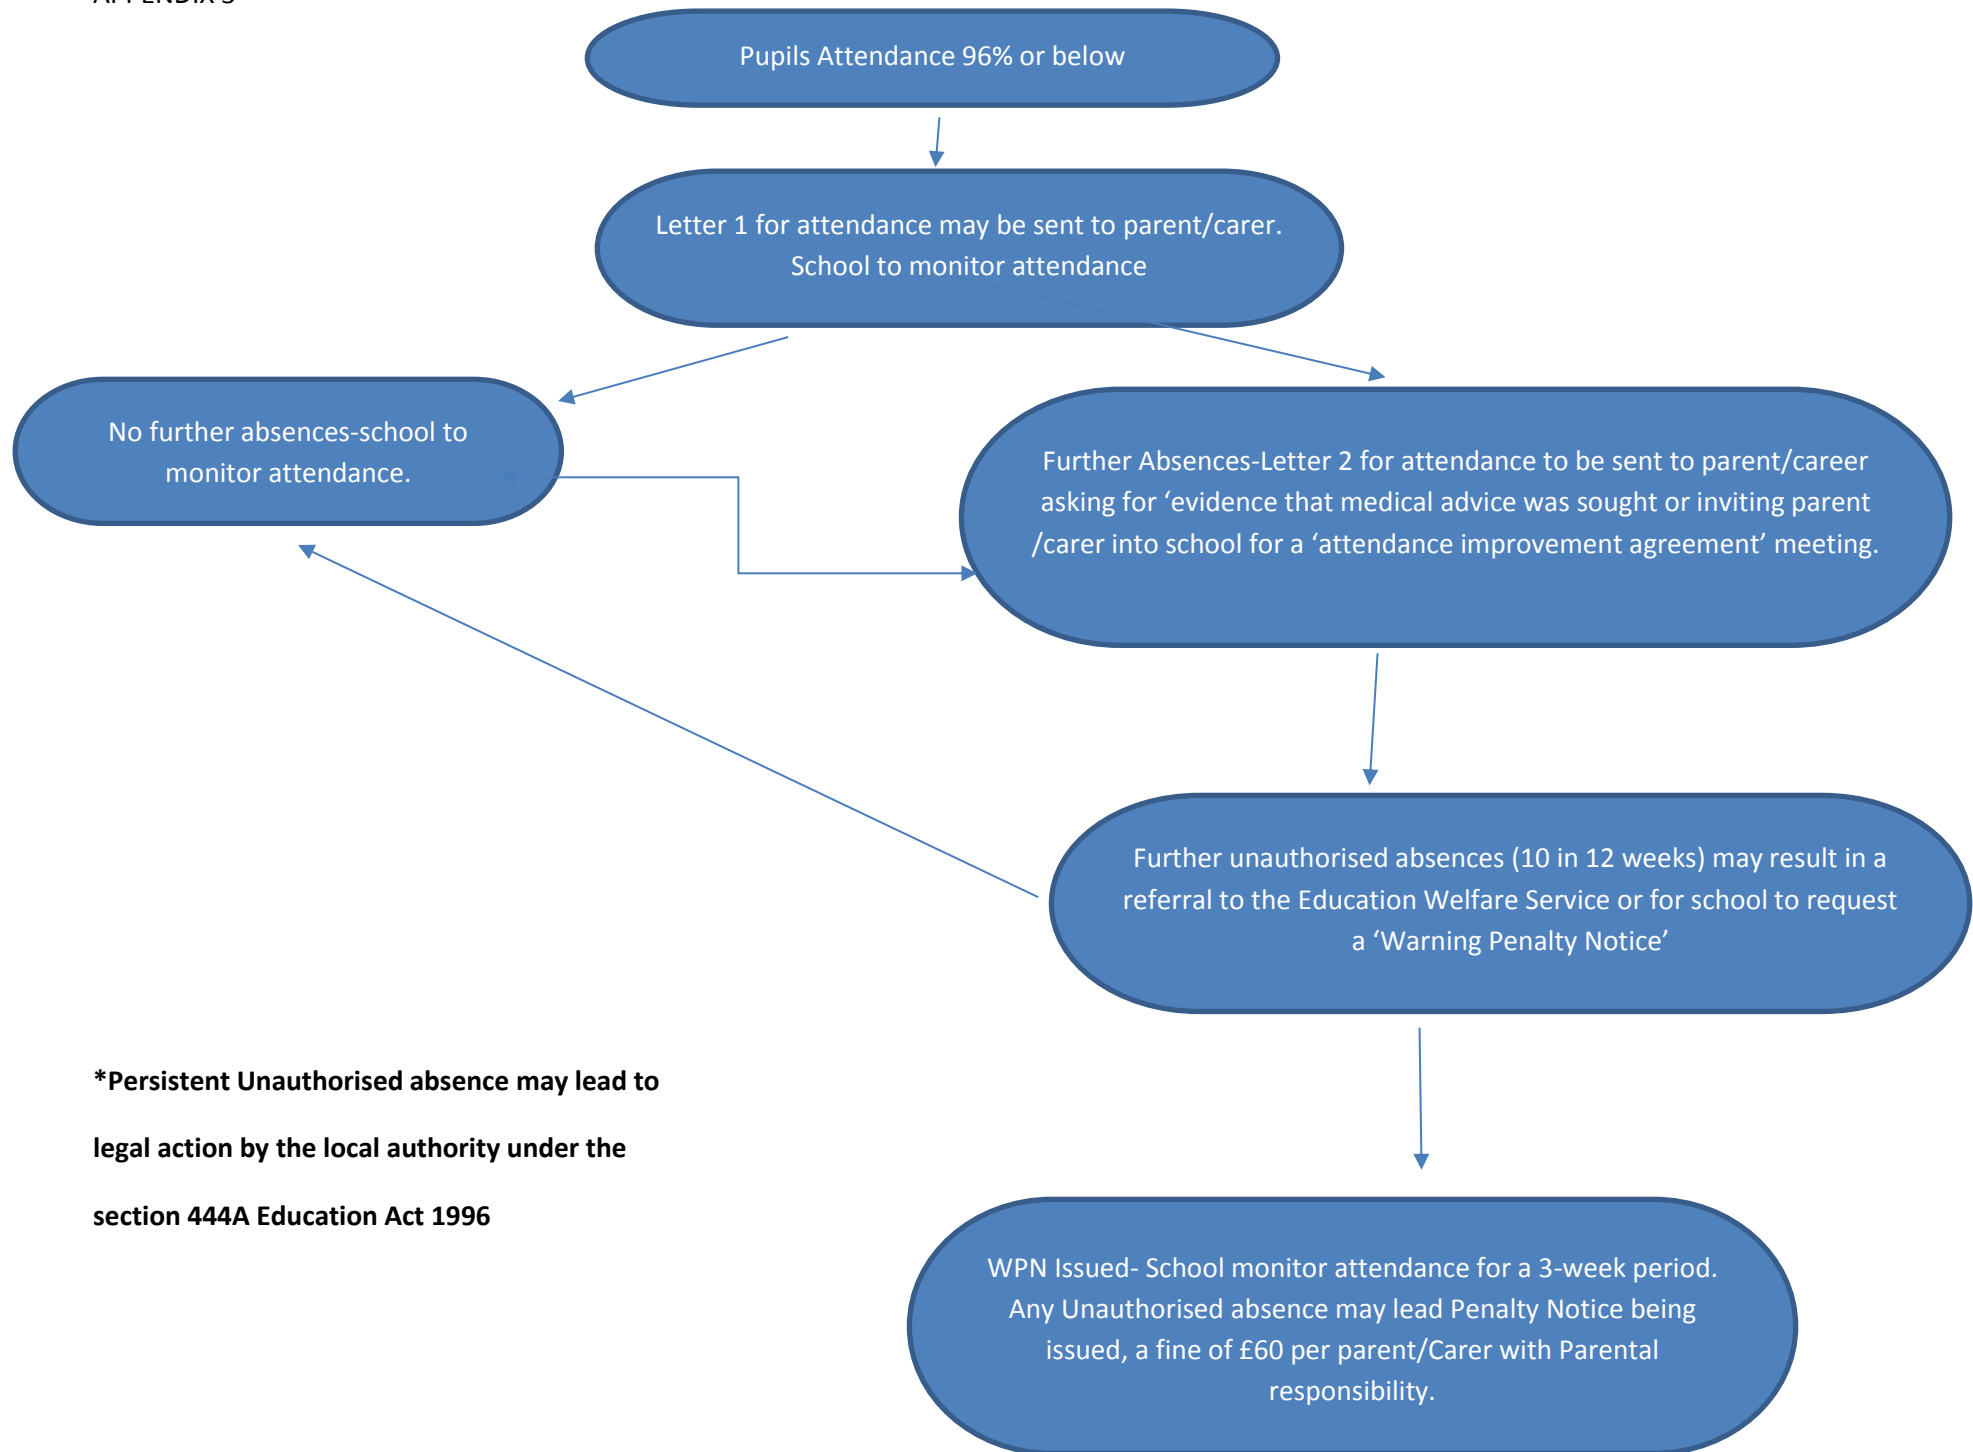 Pupils Attendance 96% or below
Letter 1 for attendance may be sent to parent/carer.
School to monitor attendance
No further absences-school to
monitor attendance.
Further Absences-Letter 2 for attendance to be sent to parent/career
asking for ‘evidence that medical advice was sought or inviting parent
/carer into school for a ‘attendance improvement agreement’ meeting.
Further unauthorised absences (10 in 12 weeks) may result in a
referral to the Education Welfare Service or for school to request
a ‘Warning Penalty Notice’
*Persistent Unauthorised absence may lead to
legal action by the local authority under the
section 444A Education Act 1996
WPN Issued- School monitor attendance for a 3-week period.
Any Unauthorised absence may lead Penalty Notice being
issued, a fine of £60 per parent/Carer with Parental
responsibility.